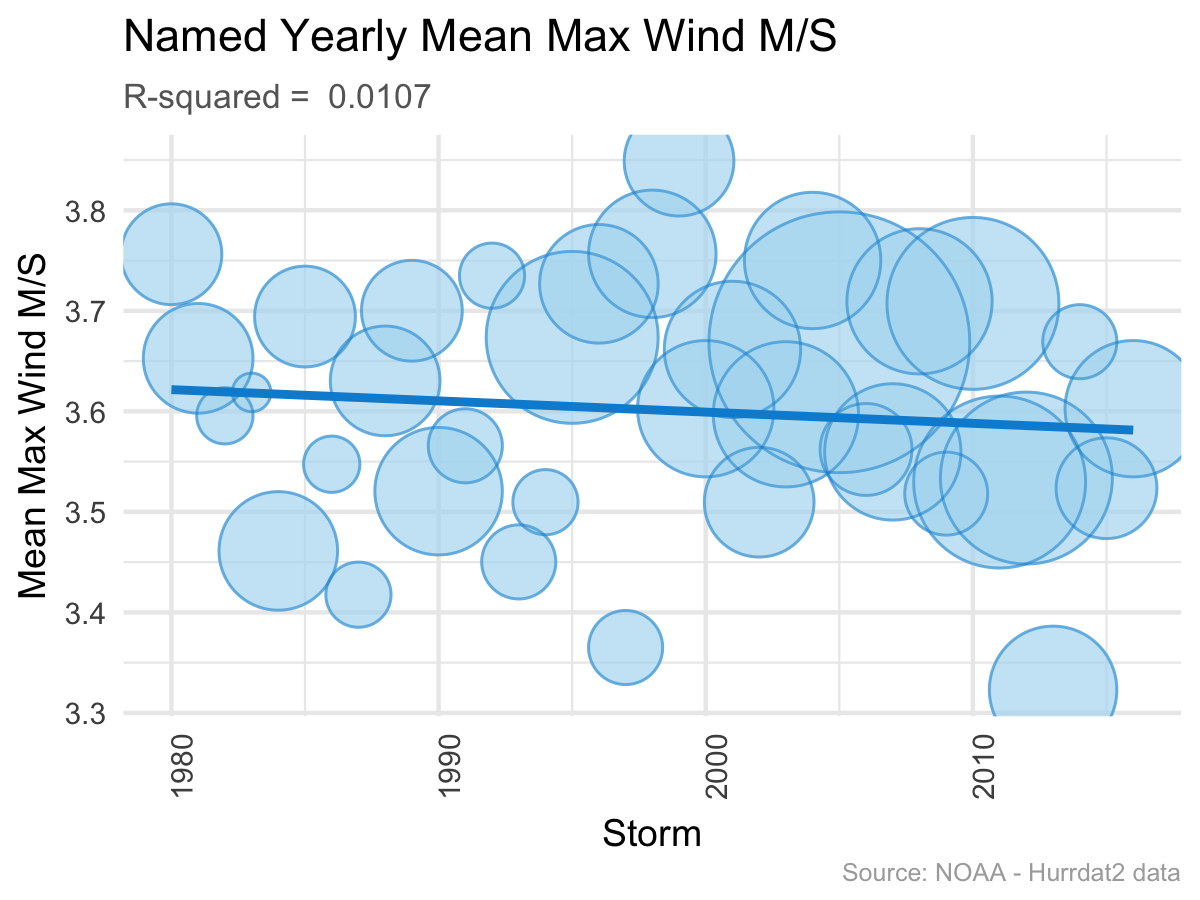 Named Yearly Mean Max Wind M/S
R-squared =  0.0107
Mean Max Wind M/S
3.8
3.7
3.6
3.5
3.4
3.3
1980
1990
2000
2010
Storm
Source: NOAA - Hurrdat2 data